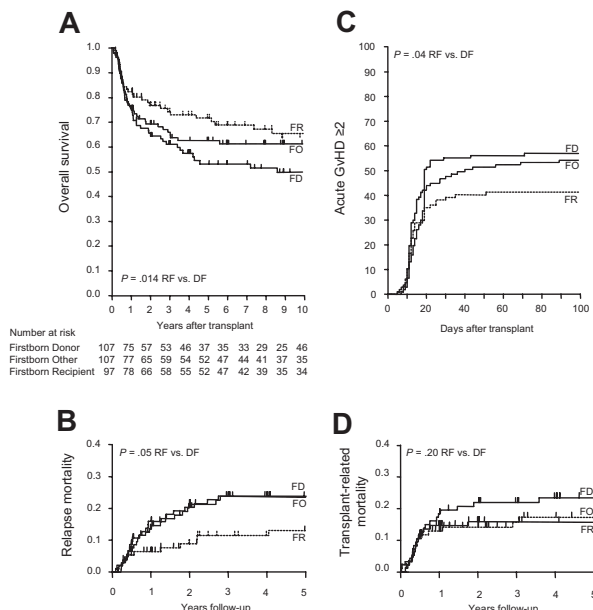 A
Overall survival
1.0
0.9
0.8
0.7
0.6
0.5
0.4
0.3
0.2
0.1
0.0
FR
FO
FD
P = .014 RF vs. DF
0 1 2 3 4 5 6 7 8 9 10
Years after transplant
Number at risk
Firstborn Donor 107 75 57 53 46 37 35 33 29 25 46
Firstborn Other 107 77 65 59 54 52 47 44 41 37 35
Firstborn Recipient 97 78 66 58 55 52 47 42 39 35 34
C
Acute GvHD ≥2
100
90
80
70
60
50
40
30
20
10
0
P = .04 RF vs. DF
FD
FO
FR
0 20 40 60 80 100
Days after transplant
B
Relapse mortality
0.4
0.3
0.2
0.1
0.0
P = .05 RF vs. DF
FD
FO
FR
0 1 2 3 4 5
Years follow-up
D
Transplant-related
mortality
0.4
0.3
0.2
0.1
0.0
P = .20 RF vs. DF
FD
FO
FR
0 1 2 3 4 5
Years follow-up